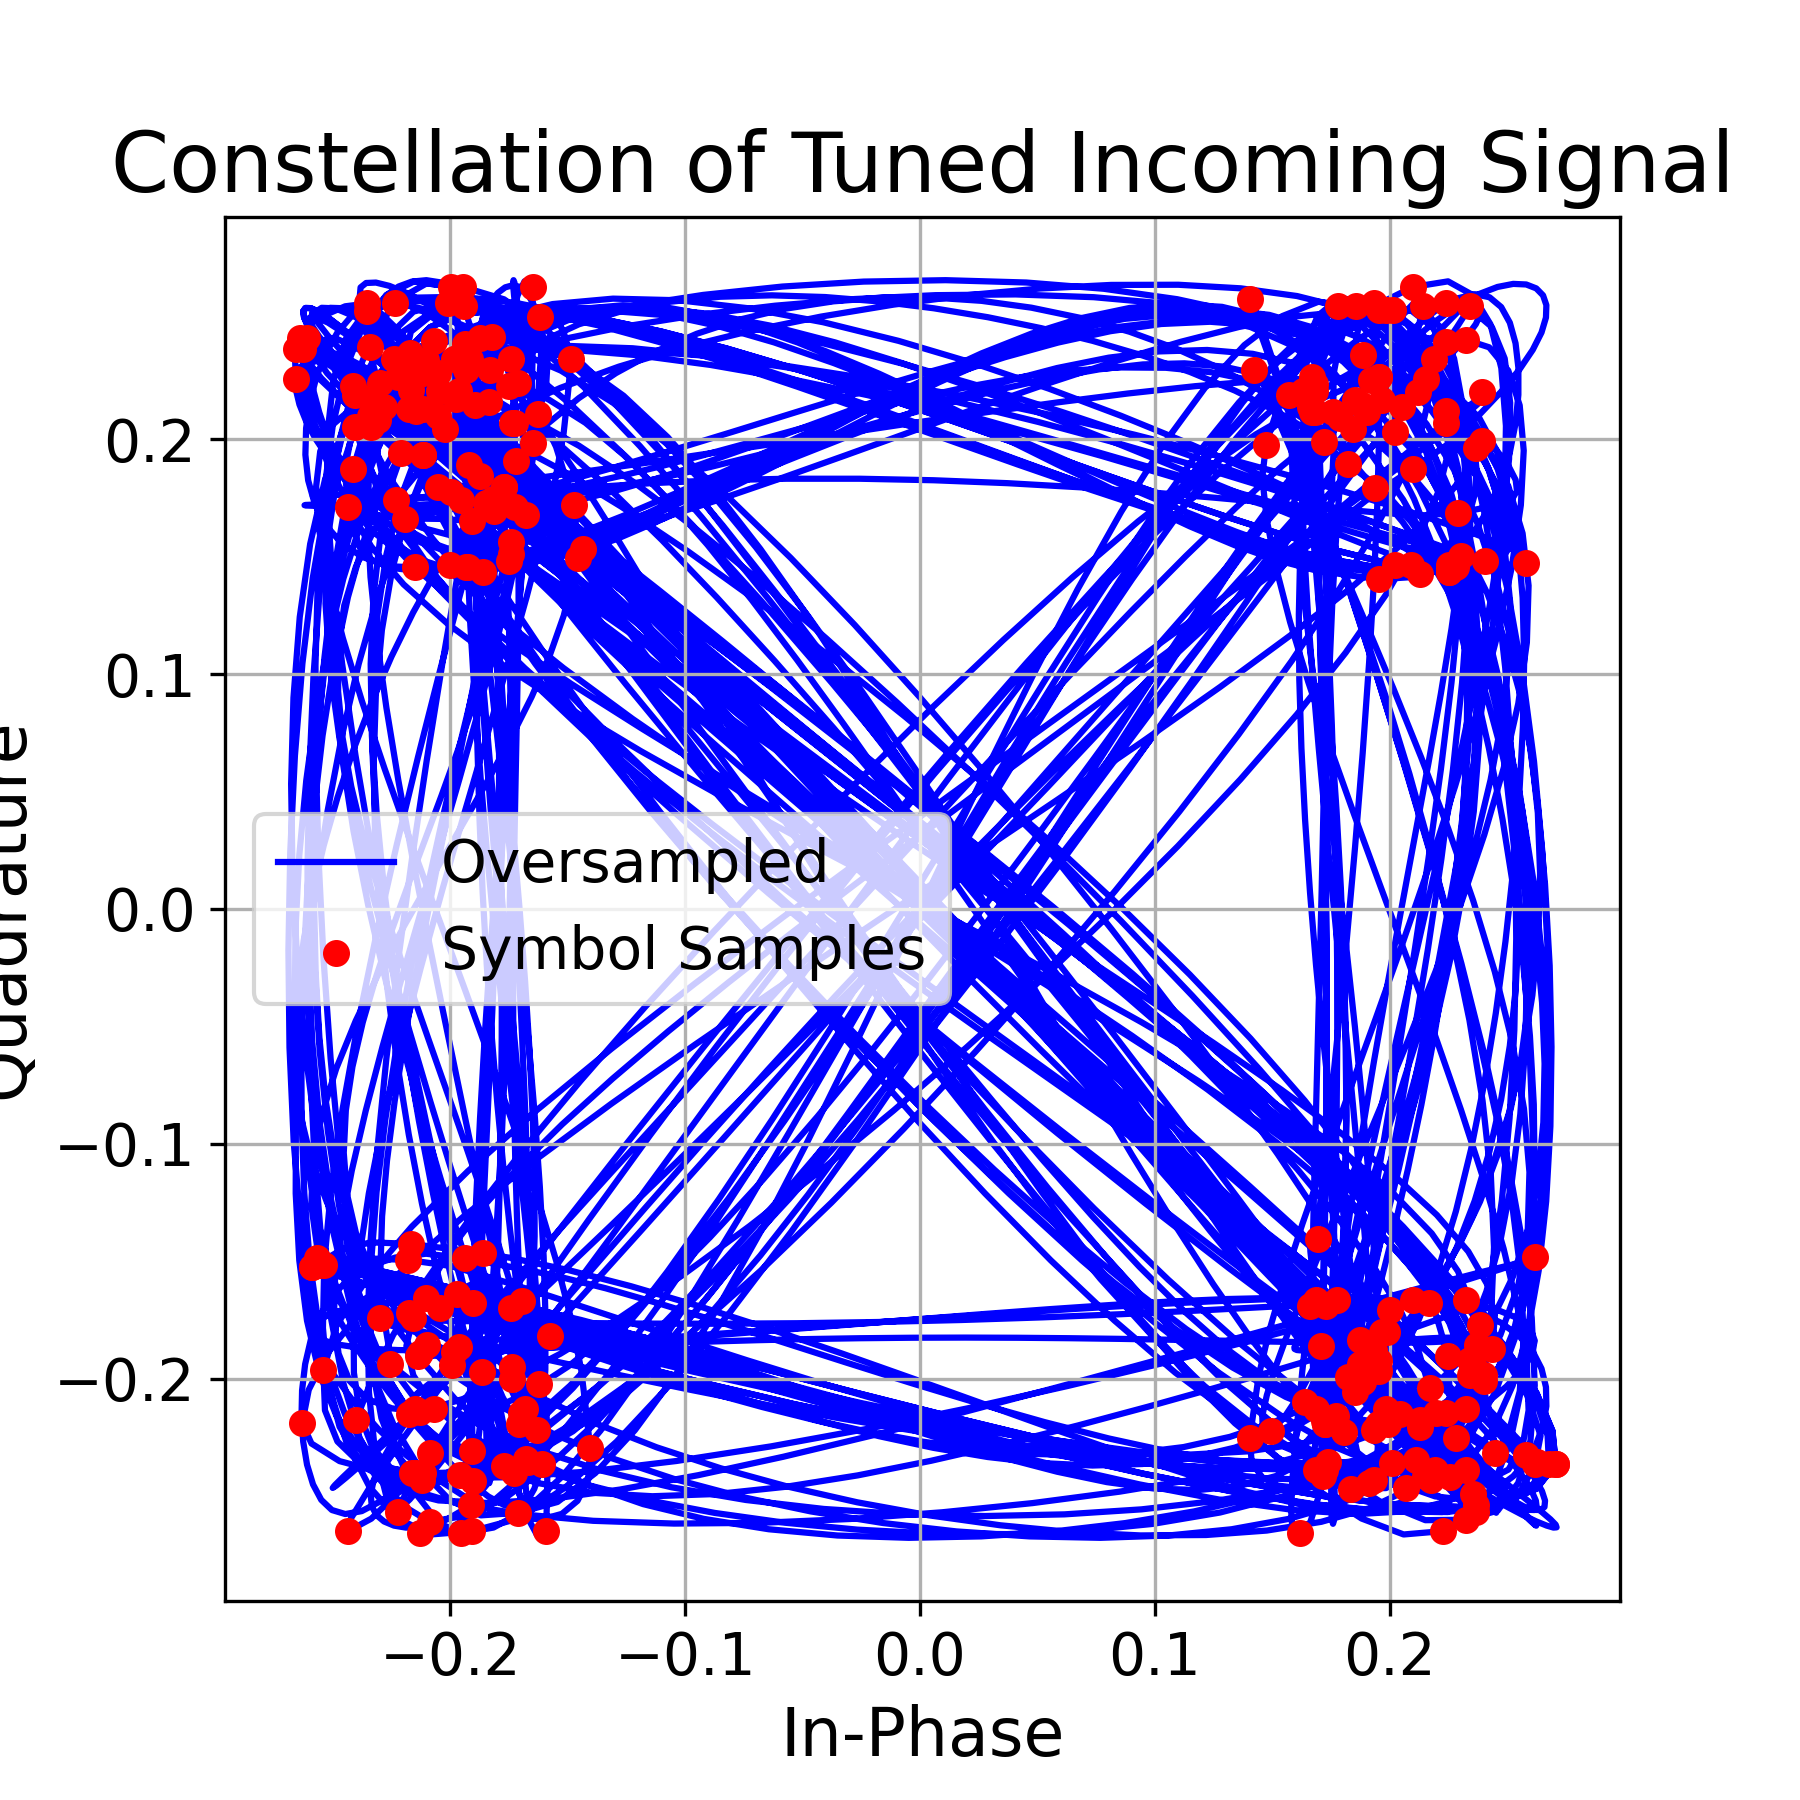 Constellation of Tuned Incoming Signal
Quadrature
0.2
0.1
0.0
−0.1
−0.2
Oversampled
Symbol Samples
−0.2 −0.1 0.0 0.1 0.2
In-Phase